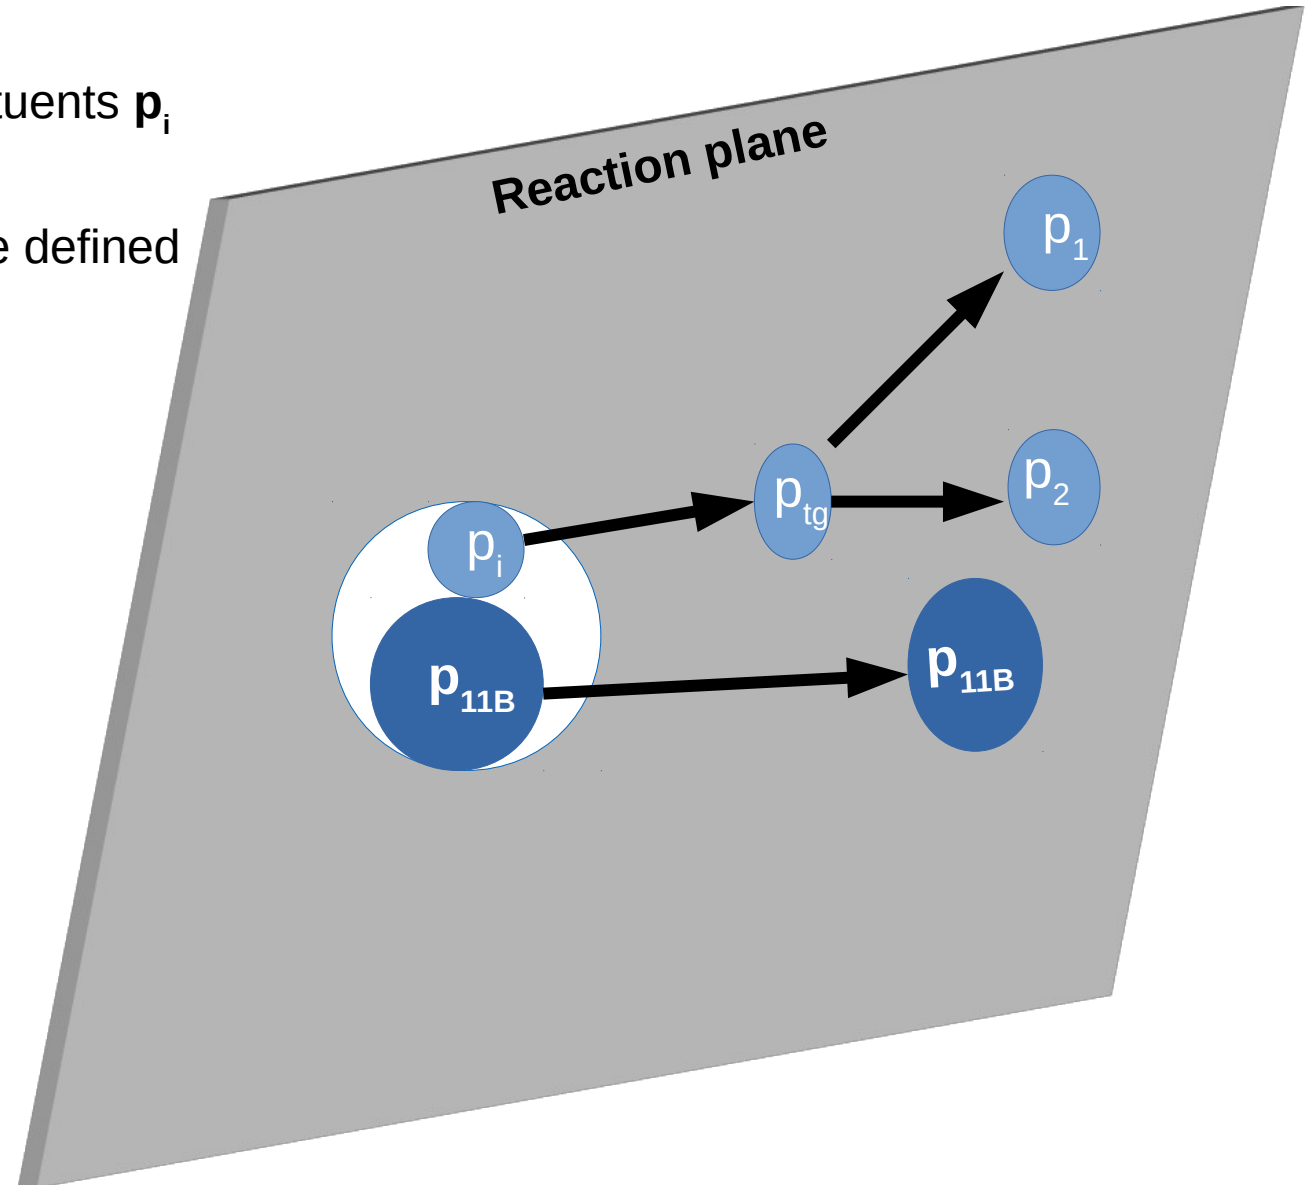 tuents pᵢ
e defined
Reaction plane
p₁
p₂
pₜg
pᵢ
p₁₁B
p₁₁B